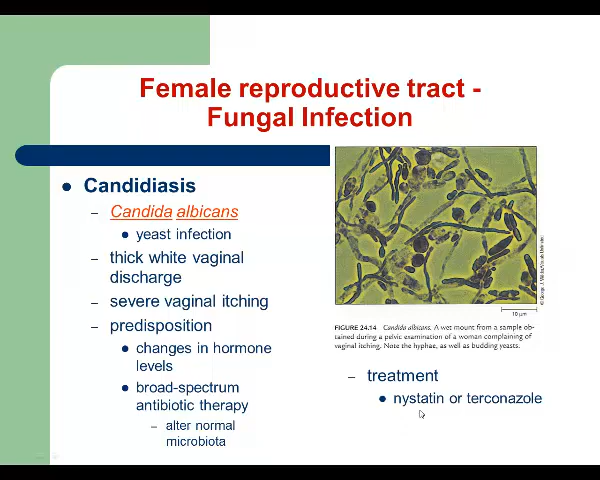 Female reproductive tract -
Fungal Infection
Candidiasis
– Candida albicans
yeast infection
– thick white vaginal
discharge
– severe vaginal itching
– predisposition
changes in hormone
levels
broad-spectrum
antibiotic therapy
– alter normal
microbiota
10 µm
FIGURE 24.14 Candida albicans. A wet mount from a sample ob-
tained during a pelvic examination of a woman complaining of
vaginal itching. Note the hyphae, as well as budding yeasts.
– treatment
nystatin or terconazole